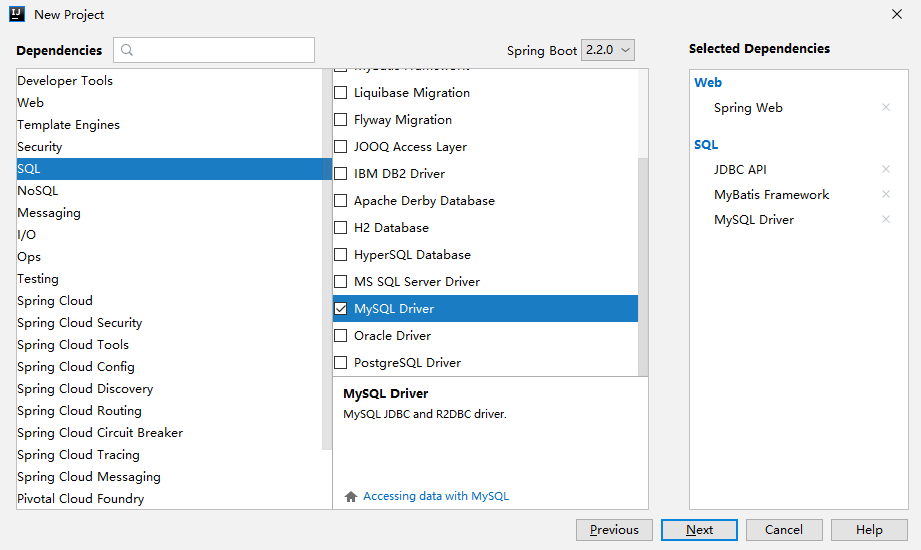 New Project
Dependencies
Spring Boot 2.2.0
Selected Dependencies
Developer Tools
Web
Template Engines
Security
SQL
NoSQL
Messaging
I/O
Ops
Testing
Spring Cloud
Spring Cloud Security
Spring Cloud Tools
Spring Cloud Config
Spring Cloud Discovery
Spring Cloud Routing
Spring Cloud Circuit Breaker
Spring Cloud Tracing
Spring Cloud Messaging
Pivotal Cloud Foundry
MyBatis Framework
Liquibase Migration
Flyway Migration
JOOQ Access Layer
IBM DB2 Driver
Apache Derby Database
H2 Database
HyperSQL Database
MS SQL Server Driver
MySQL Driver
Oracle Driver
PostgreSQL Driver
MySQL Driver
MySQL JDBC and R2DBC driver.
Accessing data with MySQL
Web
Spring Web
SQL
JDBC API
MyBatis Framework
MySQL Driver
Previous
Next
Cancel
Help